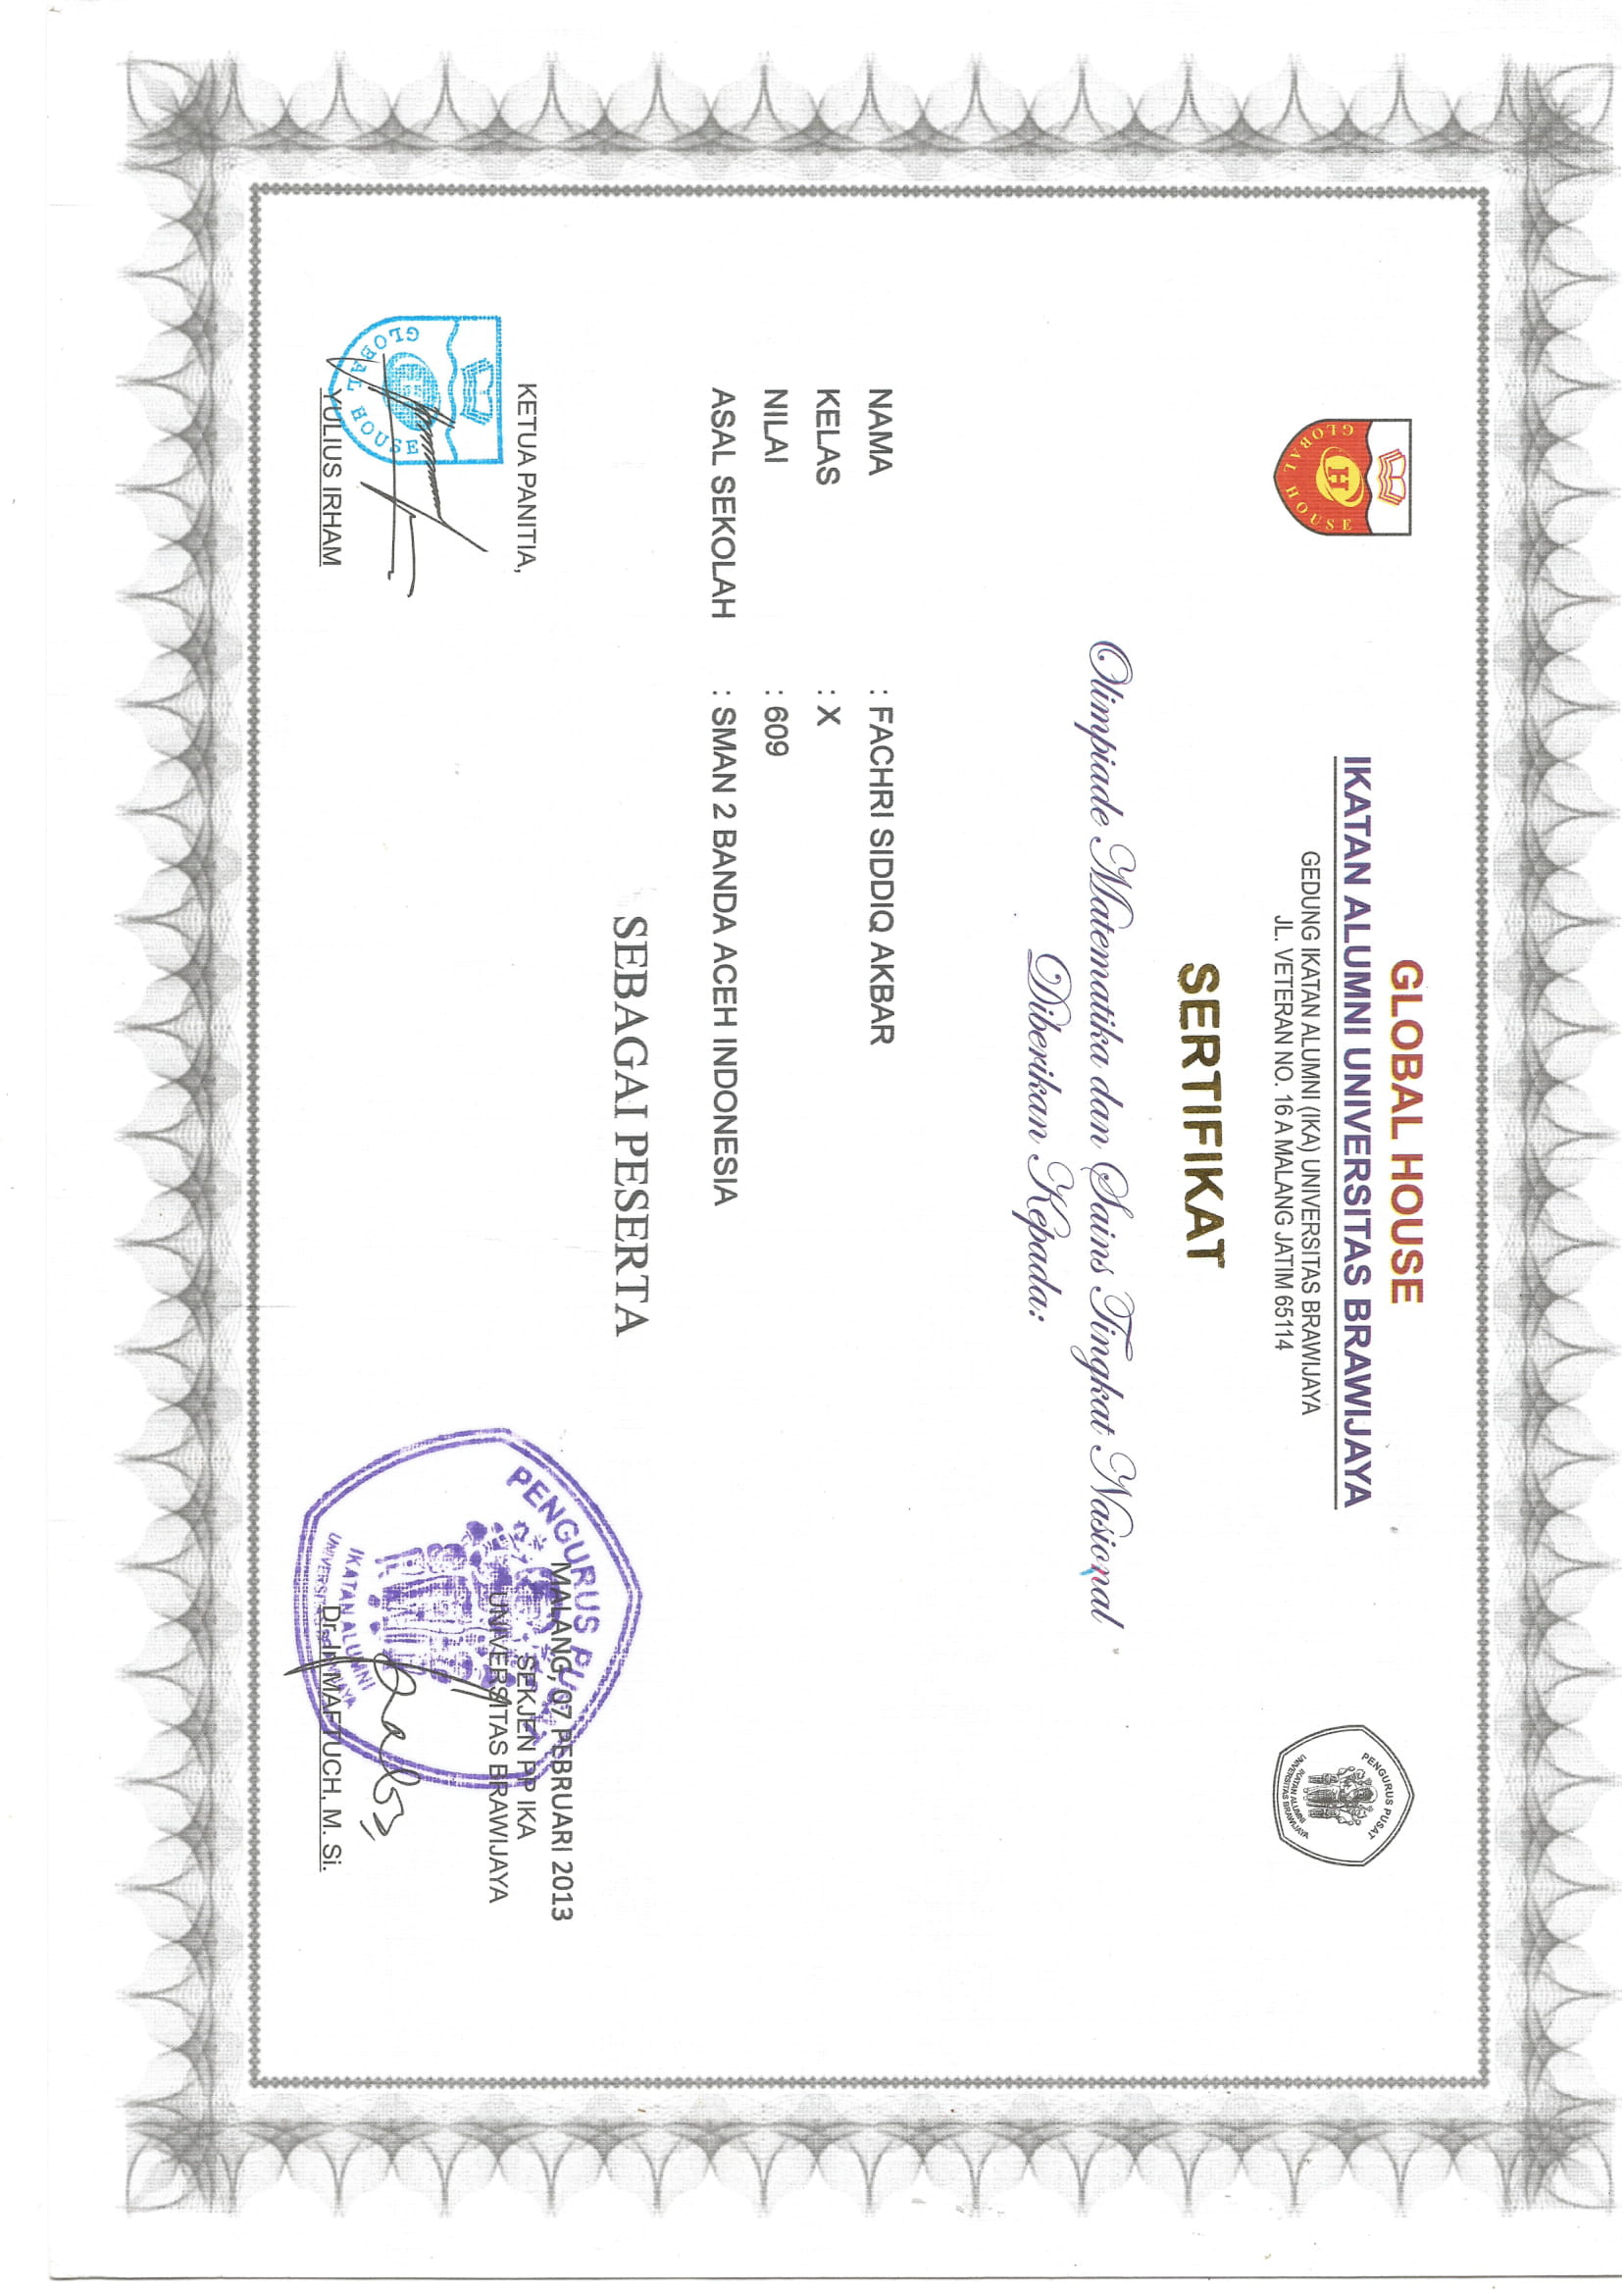 GLOBAL HOUSE
IKATAN ALUMNI UNIVERSITAS BRAWIJAYA
GEDUNG IKATAN ALUMNI (IKA) UNIVERSITAS BRAWIJAYA
JL. VETERAN NO. 16 A MALANG JATIM 65114
H
GLOBAL HOUSE
PENGURUS PUSAT
IKATAN ALUMNI
UNIVERSITAS BRAWIJAYA
SERTIFIKAT
Olimpiade Matematika dan Sains Tingkat Nasional
Diberikan Kepada:
NAMA : FACHRI SIDDIQ AKBAR
KELAS : X
NILAI : 609
ASAL SEKOLAH : SMAN 2 BANDA ACEH INDONESIA
SEBAGAI PESERTA
KETUA PANITIA,
H
GLOBAL HOUSE
YULIUS IRHAM
MALANG, 07 PEBRUARI 2013
SEKJEN PP IKA
UNIVERSITAS BRAWIJAYA
PENGURUS
IKATAN ALUMNI
Dr. Ir. MAFTUCH, M. Si.